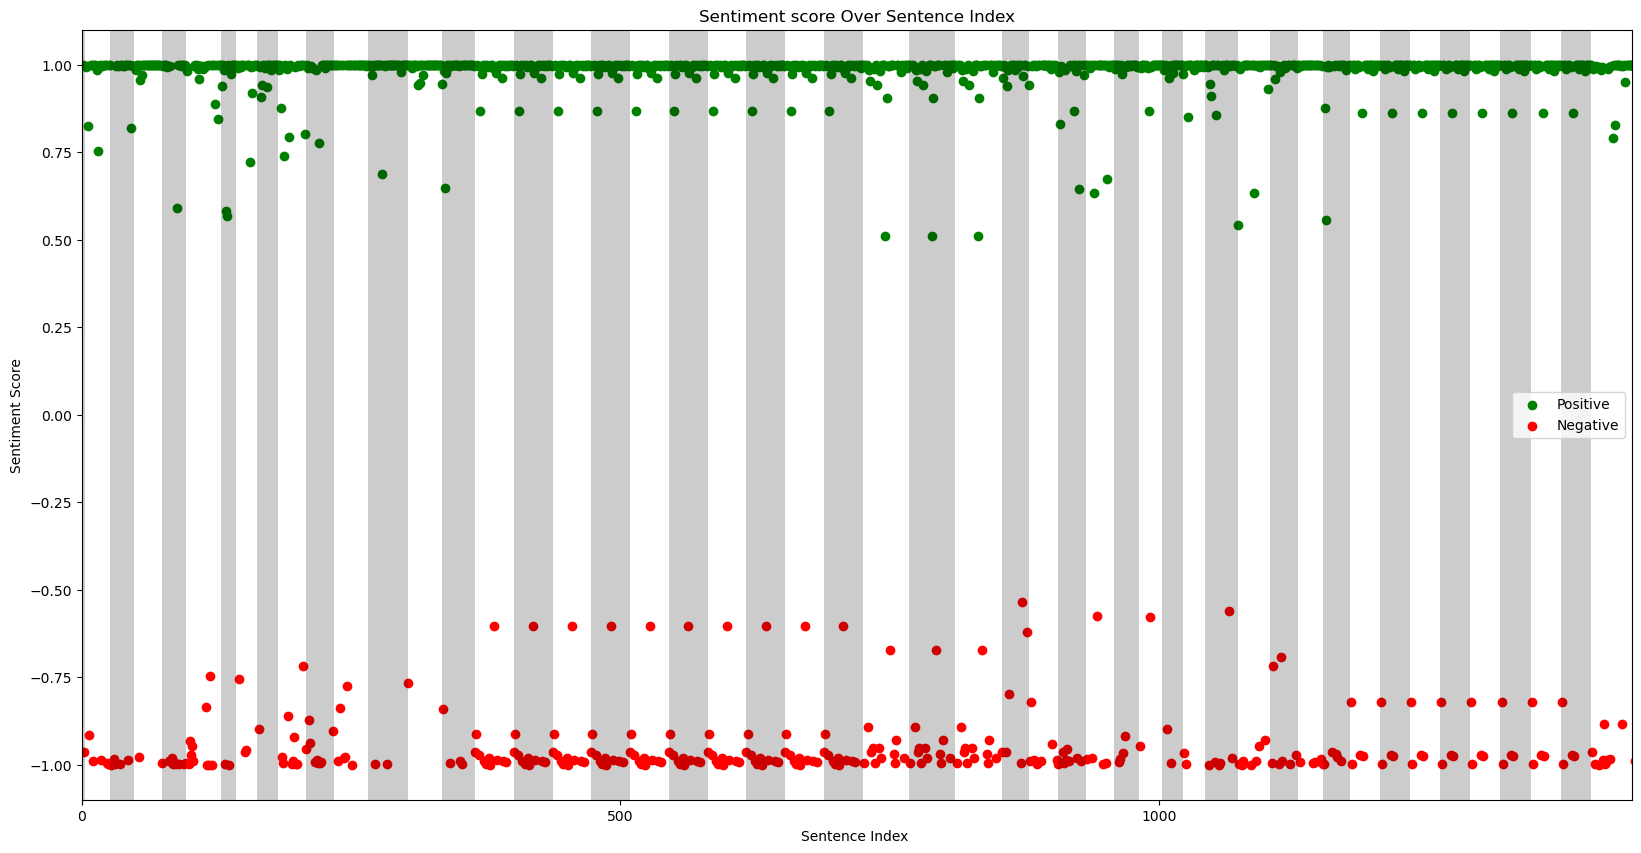 Sentiment score Over Sentence Index
Sentiment Score
1.00
0.75
0.50
0.25
0.00
−0.25
−0.50
−0.75
−1.00
Positive
Negative
0
500
1000
Sentence Index